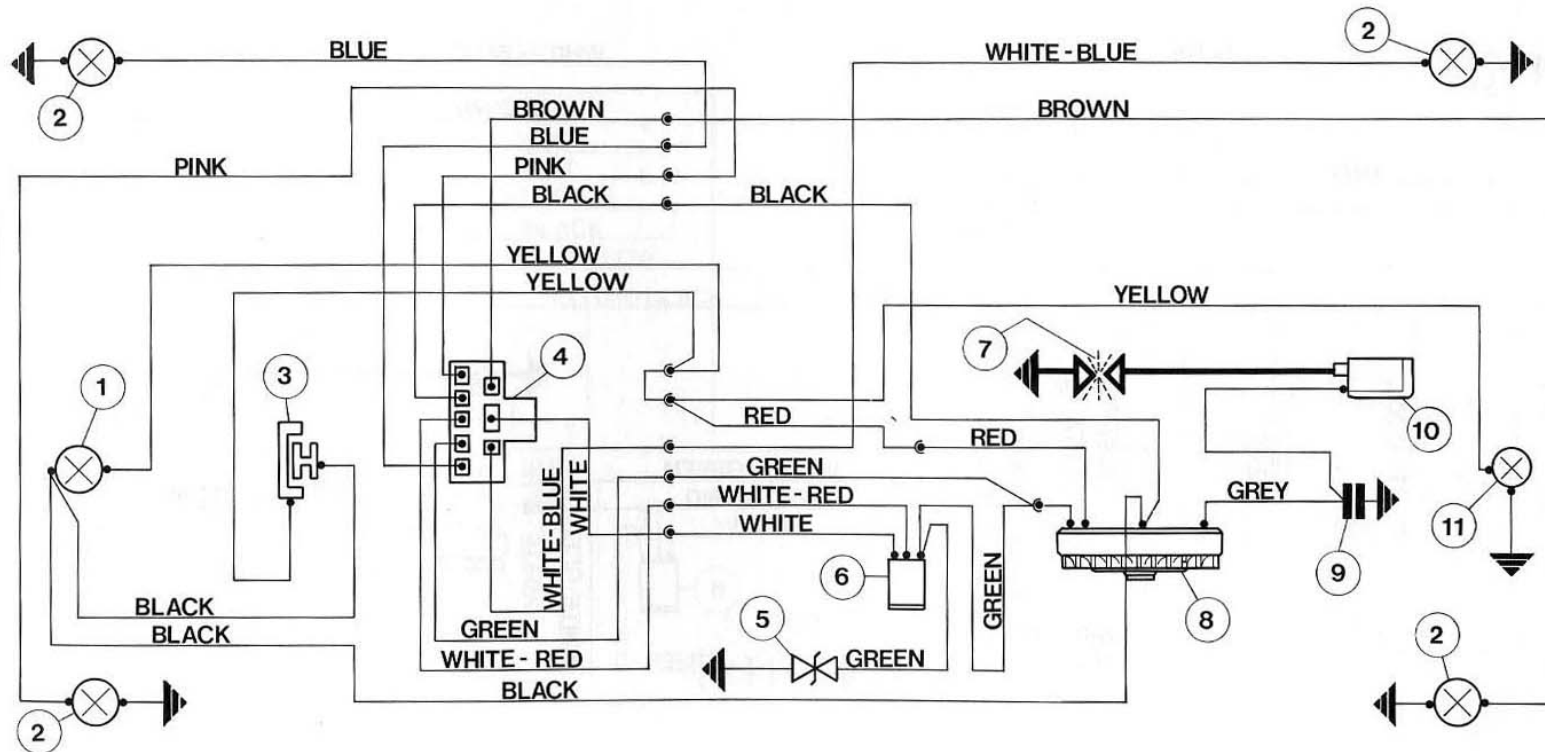 2
BLUE
WHITE-BLUE
2
BROWN
BROWN
BLUE
PINK
PINK
BLACK
BLACK
YELLOW
YELLOW
YELLOW
7
4
3
1
RED
RED
10
GREEN
WHITE-RED
GREY
WHITE
11
WHITE-BLUE
WHITE
6
9
GREEN
8
5
BLACK
GREEN
BLACK
GREEN
WHITE-RED
BLACK
2
2